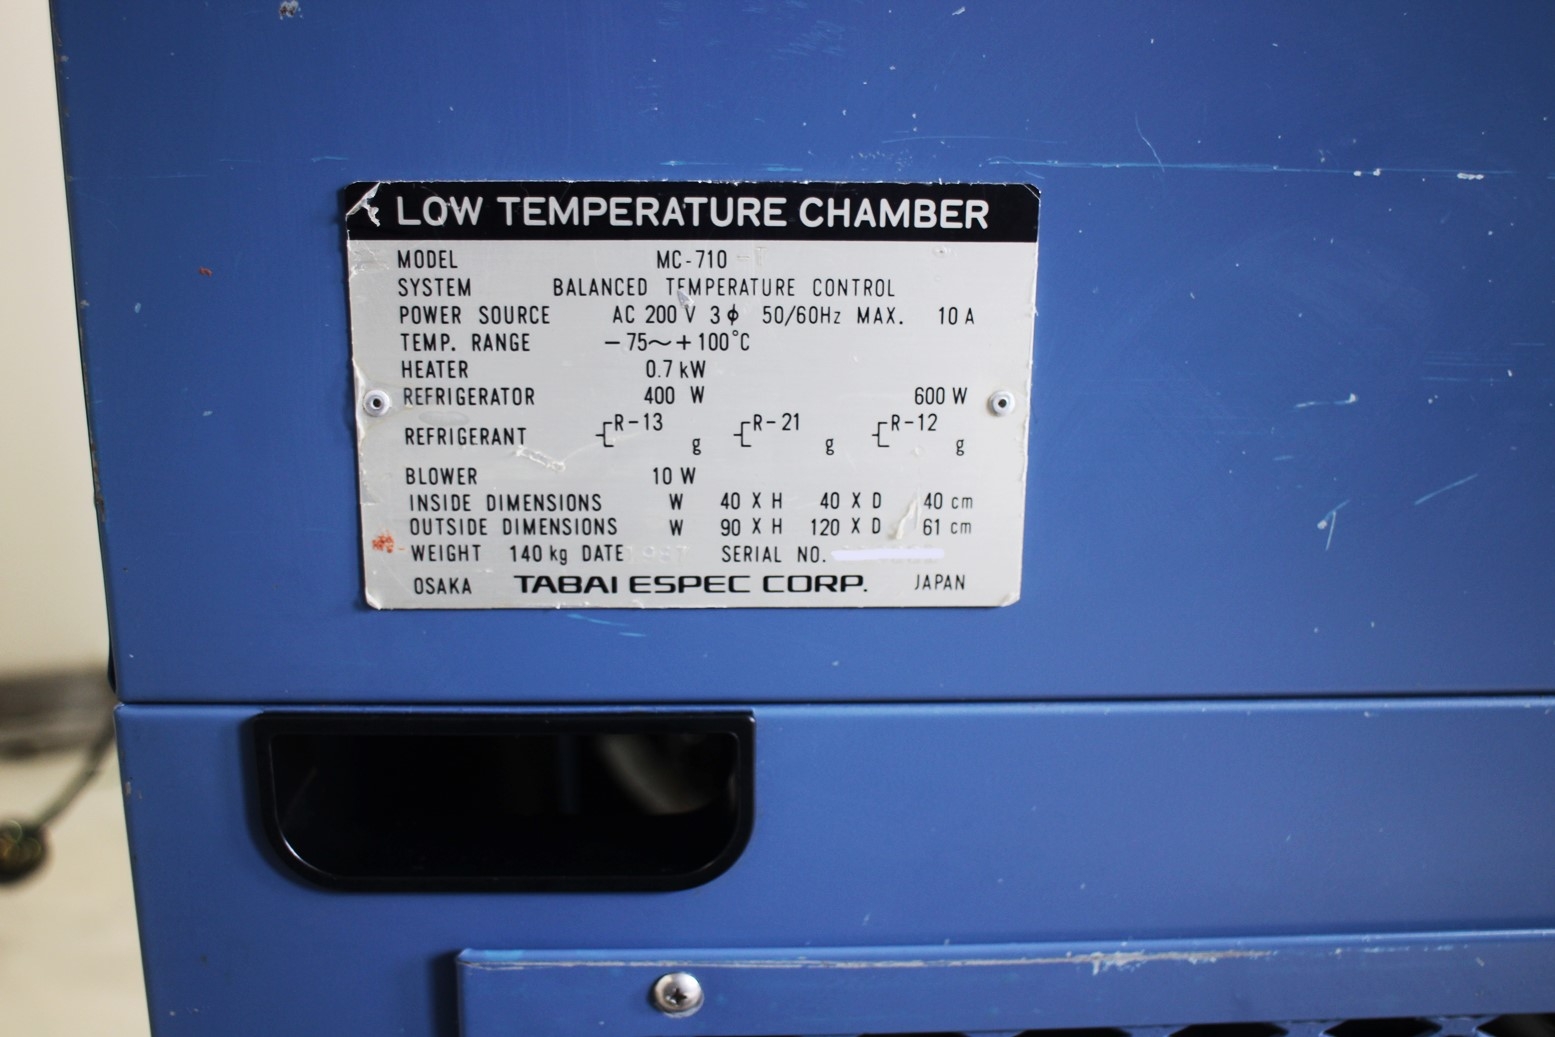 LOW TEMPERATURE CHAMBER
MODEL MC-710
SYSTEM BALANCED TEMPERATURE CONTROL
POWER SOURCE AC 200 V 3ϕ 50/60Hz MAX. 10 A
TEMP. RANGE −75～+100°C
HEATER 0.7 kW
REFRIGERATOR 400 W 600 W
REFRIGERANT R-13 g R-21 g R-12 g
BLOWER 10 W
INSIDE DIMENSIONS W 40 X H 40 X D 40 cm
OUTSIDE DIMENSIONS W 90 X H 120 X D 61 cm
WEIGHT 140 kg DATE 1987 SERIAL NO.
OSAKA TABAI ESPEC CORP. JAPAN